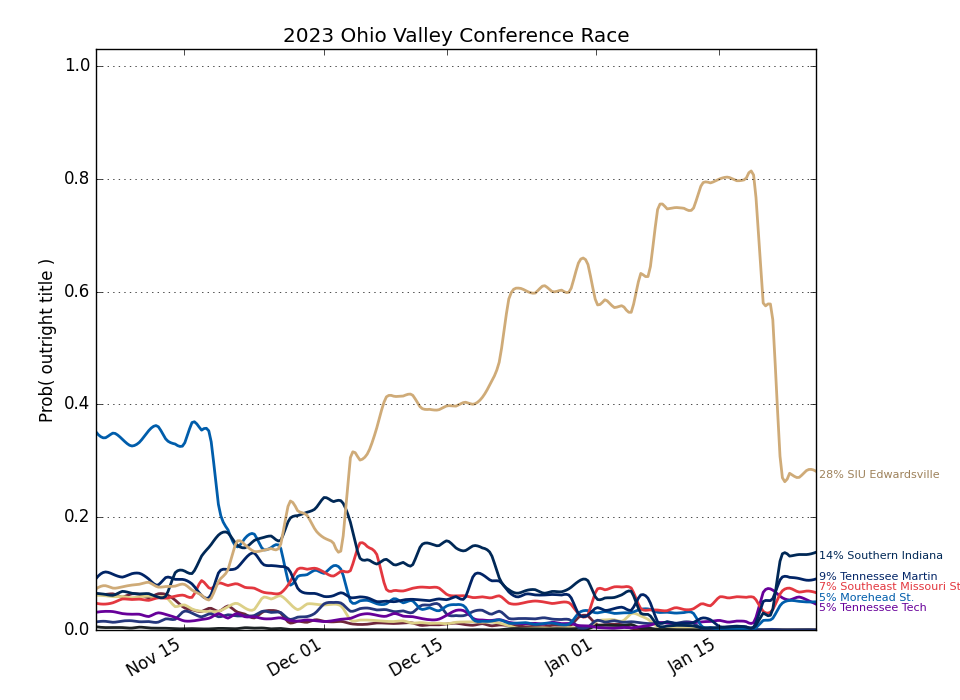 2023 Ohio Valley Conference Race
Prob( outright title )
1.0
0.8
0.6
0.4
0.2
0.0
Nov 15
Dec 01
Dec 15
Jan 01
Jan 15
28% SIU Edwardsville
14% Southern Indiana
9% Tennessee Martin
7% Southeast Missouri St
5% Morehead St.
5% Tennessee Tech